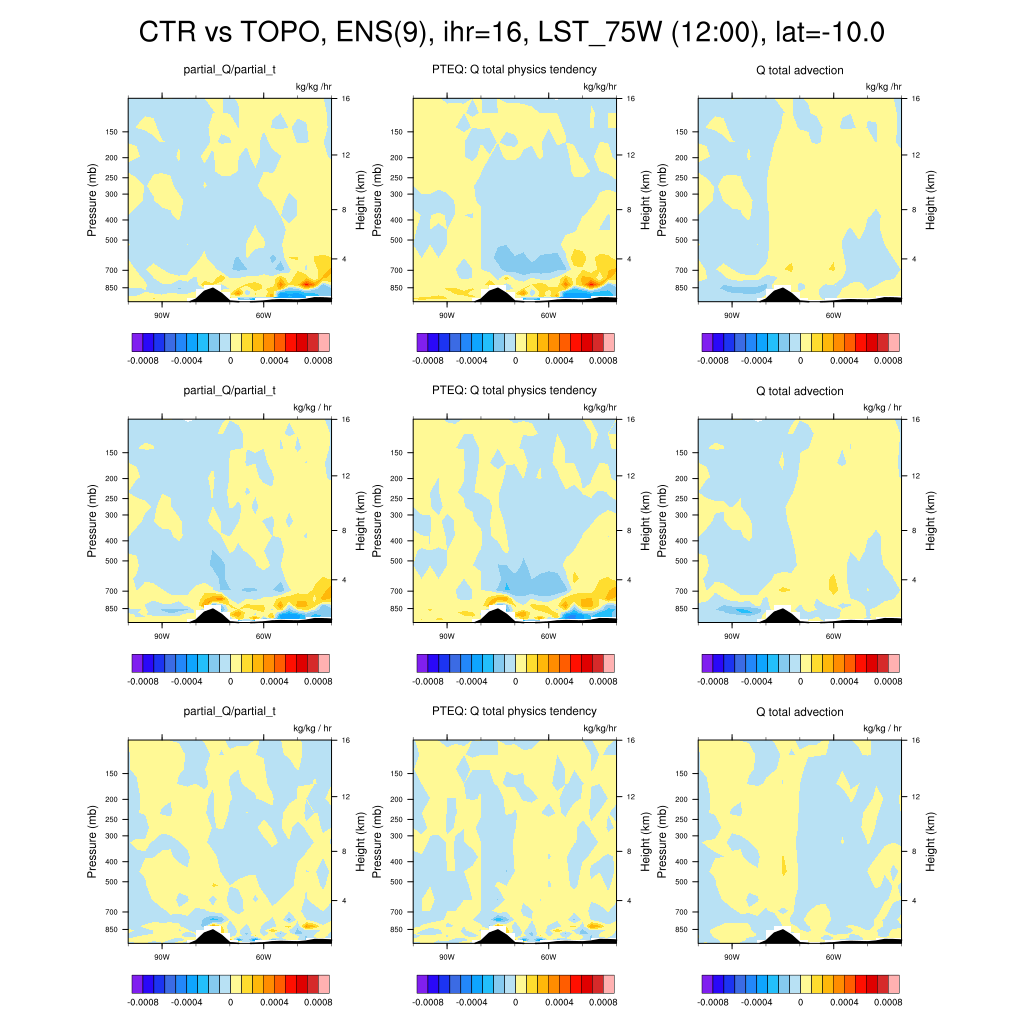 CTR vs TOPO, ENS(9), ihr=16, LST_75W (12:00), lat=-10.0
partial_Q/partial_t
PTEQ: Q total physics tendency
Q total advection
kg/kg /hr
kg/kg/hr
kg/kg /hr
Pressure (mb)
150
200
250
300
400
500
700
850
16
12
8
4
Height (km)
90W
60W
Pressure (mb)
150
200
250
300
400
500
700
850
16
12
8
4
Height (km)
90W
60W
Pressure (mb)
150
200
250
300
400
500
700
850
16
12
8
4
Height (km)
90W
60W
-0.0008 -0.0004 0 0.0004 0.0008
-0.0008 -0.0004 0 0.0004 0.0008
-0.0008 -0.0004 0 0.0004 0.0008
partial_Q/partial_t
PTEQ: Q total physics tendency
Q total advection
kg/kg / hr
kg/kg/hr
kg/kg / hr
Pressure (mb)
150
200
250
300
400
500
700
850
16
12
8
4
Height (km)
90W
60W
Pressure (mb)
150
200
250
300
400
500
700
850
16
12
8
4
Height (km)
90W
60W
Pressure (mb)
150
200
250
300
400
500
700
850
16
12
8
4
Height (km)
90W
60W
-0.0008 -0.0004 0 0.0004 0.0008
-0.0008 -0.0004 0 0.0004 0.0008
-0.0008 -0.0004 0 0.0004 0.0008
partial_Q/partial_t
PTEQ: Q total physics tendency
Q total advection
kg/kg / hr
kg/kg/hr
kg/kg / hr
Pressure (mb)
150
200
250
300
400
500
700
850
16
12
8
4
Height (km)
90W
60W
Pressure (mb)
150
200
250
300
400
500
700
850
16
12
8
4
Height (km)
90W
60W
Pressure (mb)
150
200
250
300
400
500
700
850
16
12
8
4
Height (km)
90W
60W
-0.0008 -0.0004 0 0.0004 0.0008
-0.0008 -0.0004 0 0.0004 0.0008
-0.0008 -0.0004 0 0.0004 0.0008